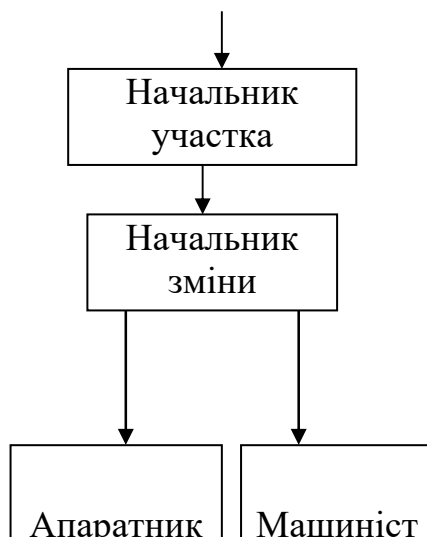 Начальник
участка
Начальник
зміни
Апаратник
Машиніст